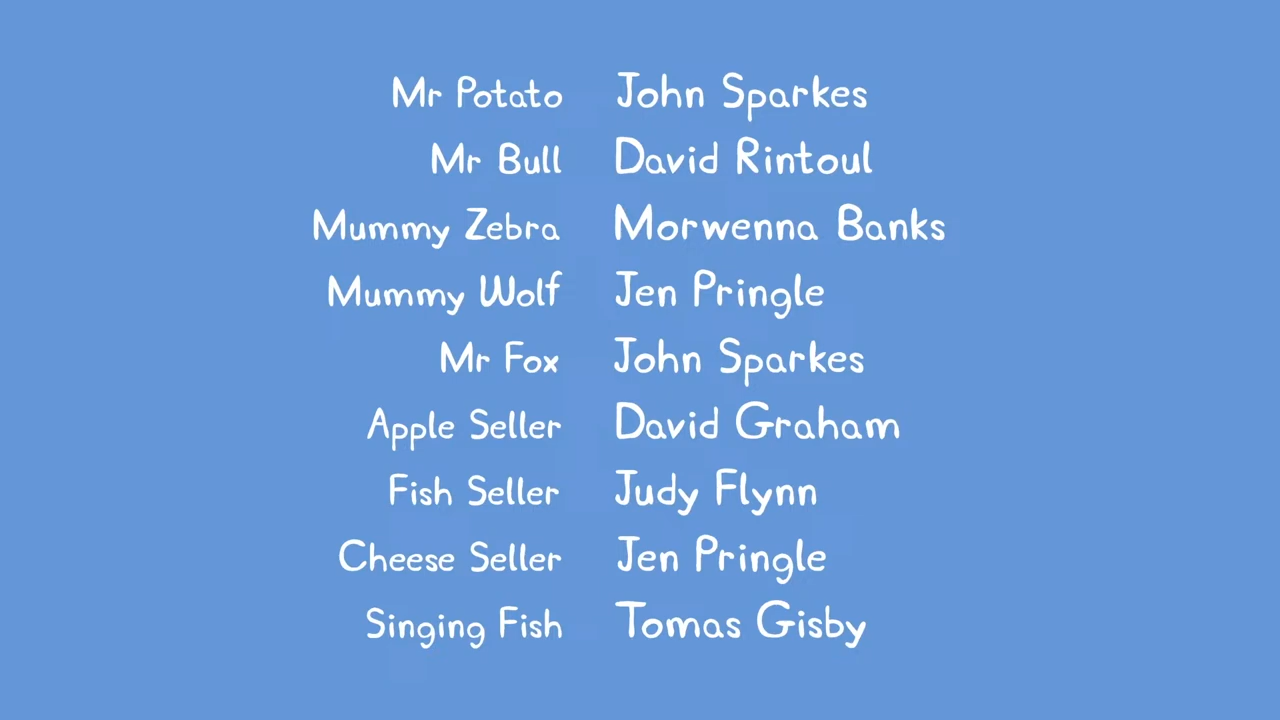 Mr Potato John Sparkes
Mr Bull David Rintoul
Mummy Zebra Morwenna Banks
Mummy Wolf Jen Pringle
Mr Fox John Sparkes
Apple Seller David Graham
Fish Seller Judy Flynn
Cheese Seller Jen Pringle
Singing Fish Tomas Gisby